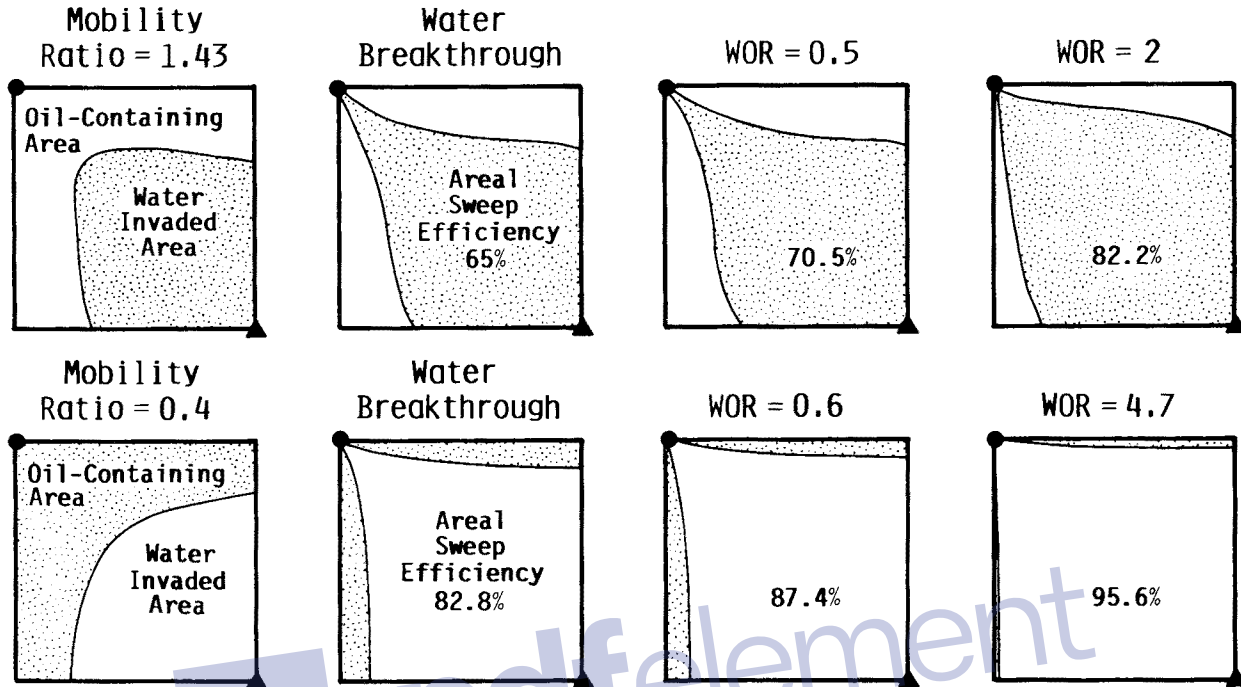 Mobility
Ratio = 1.43
Water
Breakthrough
WOR = 0.5
WOR = 2
Oil-Containing
Area
Water
Invaded
Area
Areal
Sweep
Efficiency
65%
70.5%
82.2%
Mobility
Ratio = 0.4
Water
Breakthrough
WOR = 0.6
WOR = 4.7
Oil-Containing
Area
Water
Invaded
Area
Areal
Sweep
Efficiency
82.8%
87.4%
95.6%
pdfelement